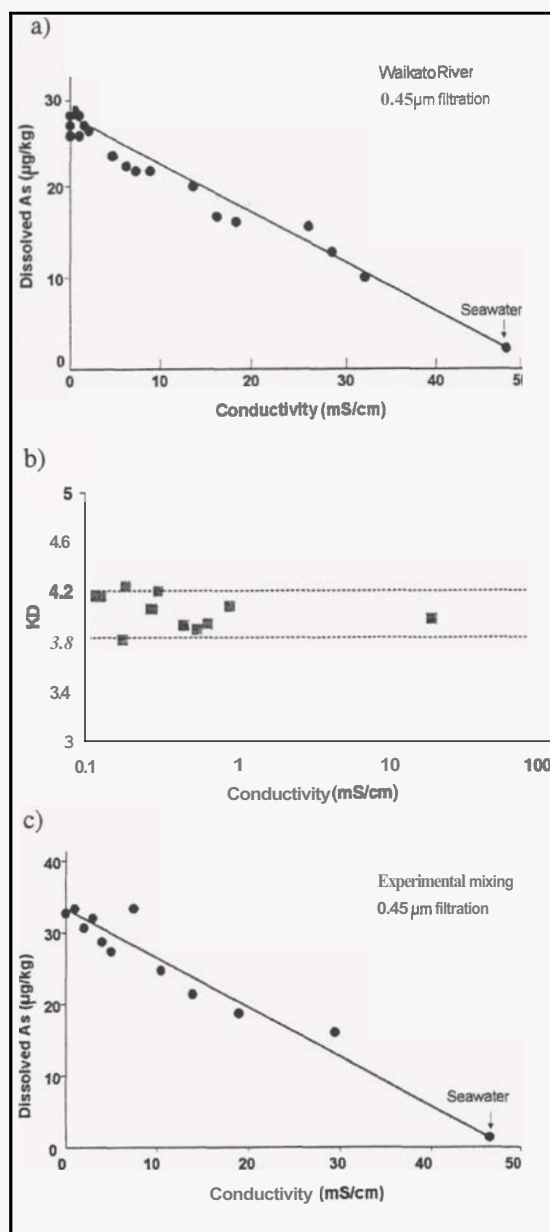 a)
Waikato River
0.45µm filtration
30
20
10
0
Dissolved As (µg/kg)
Seawater
0 10 20 30 40 50
Conductivity (mS/cm)
b)
5
4.6
4.2
3.8
3.4
3
KD
0.1 1 10 100
Conductivity (mS/cm)
c)
Experimental mixing
0.45 µm filtration
40
30
20
10
0
Dissolved As (µg/kg)
Seawater
0 10 20 30 40 50
Conductivity (mS/cm)